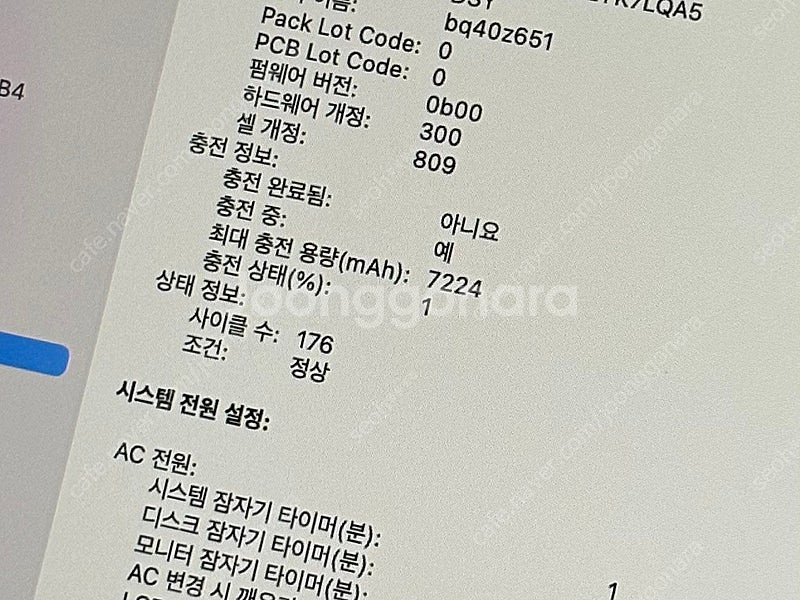 bq40z651
Pack Lot Code: 0
PCB Lot Code: 0
펌웨어 버전: 0b00
하드웨어 개정: 300
셀 개정: 809
충전 정보:
충전 완료됨: 아니요
충전 중: 예
최대 충전 용량(mAh): 7224
충전 상태(%): 1
상태 정보:
사이클 수: 176
조건: 정상
시스템 전원 설정:
AC 전원:
시스템 잠자기 타이머(분): 1
디스크 잠자기 타이머(분):
모니터 잠자기 타이머(분):
AC 변경 시
B4
joonggonara